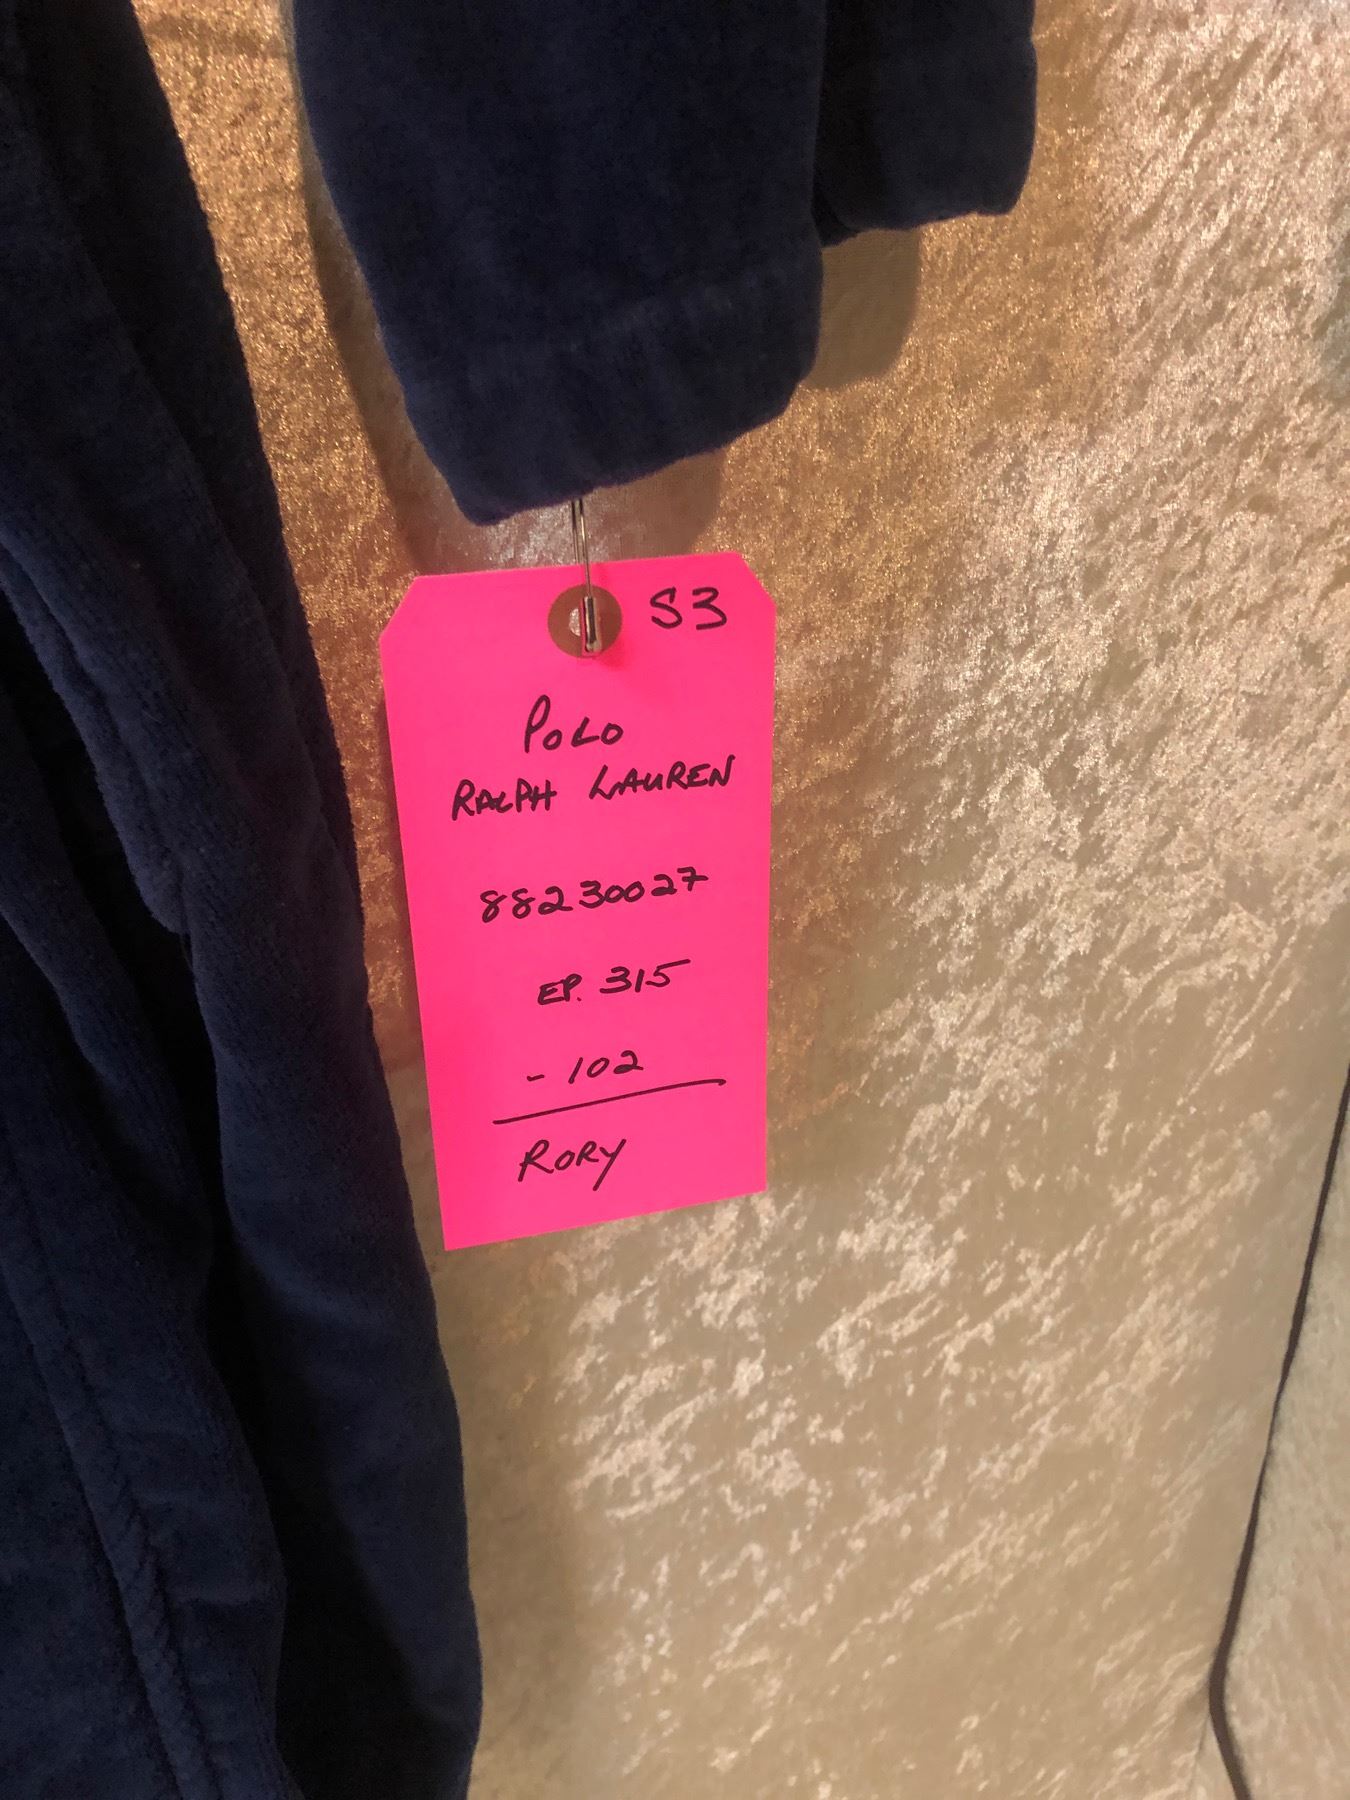 S3
POLO
RALPH LAUREN
88230027
EP. 315
- 102
RORY